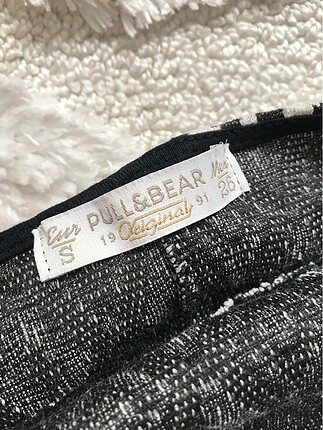 Eur
S
PULL&BEAR
19 Original 91
Mex
26